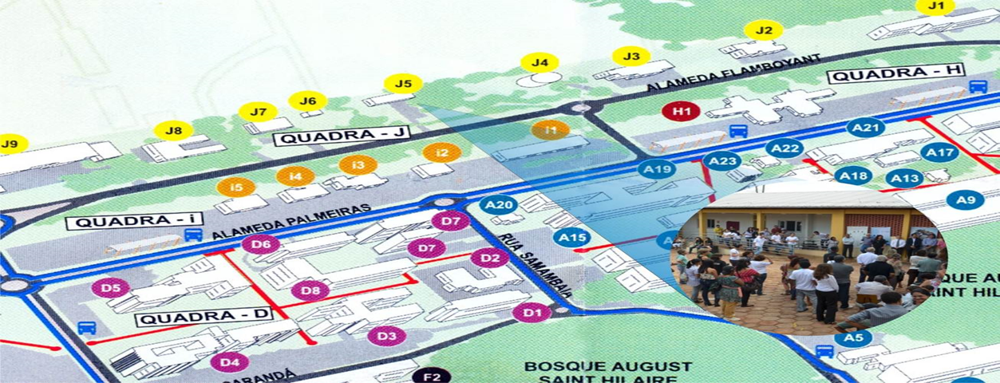 J1
J2
J3
J4
J5
J6
J7
J8
J9
ALAMEDA FLAMBOYANT
QUADRA - H
H1
A21
QUADRA - J
i1
i2
i3
i4
i5
A22
A23
A17
A19
A18
A13
A9
QUADRA - i
ALAMEDA PALMEIRAS
A20
A15
D7
D6
D7
D2
RUA SAMAMBAIA
D5
D8
D1
QUADRA - D
D3
D4
A5
F2
BOSQUE AUGUST
SAINT HILAIRE